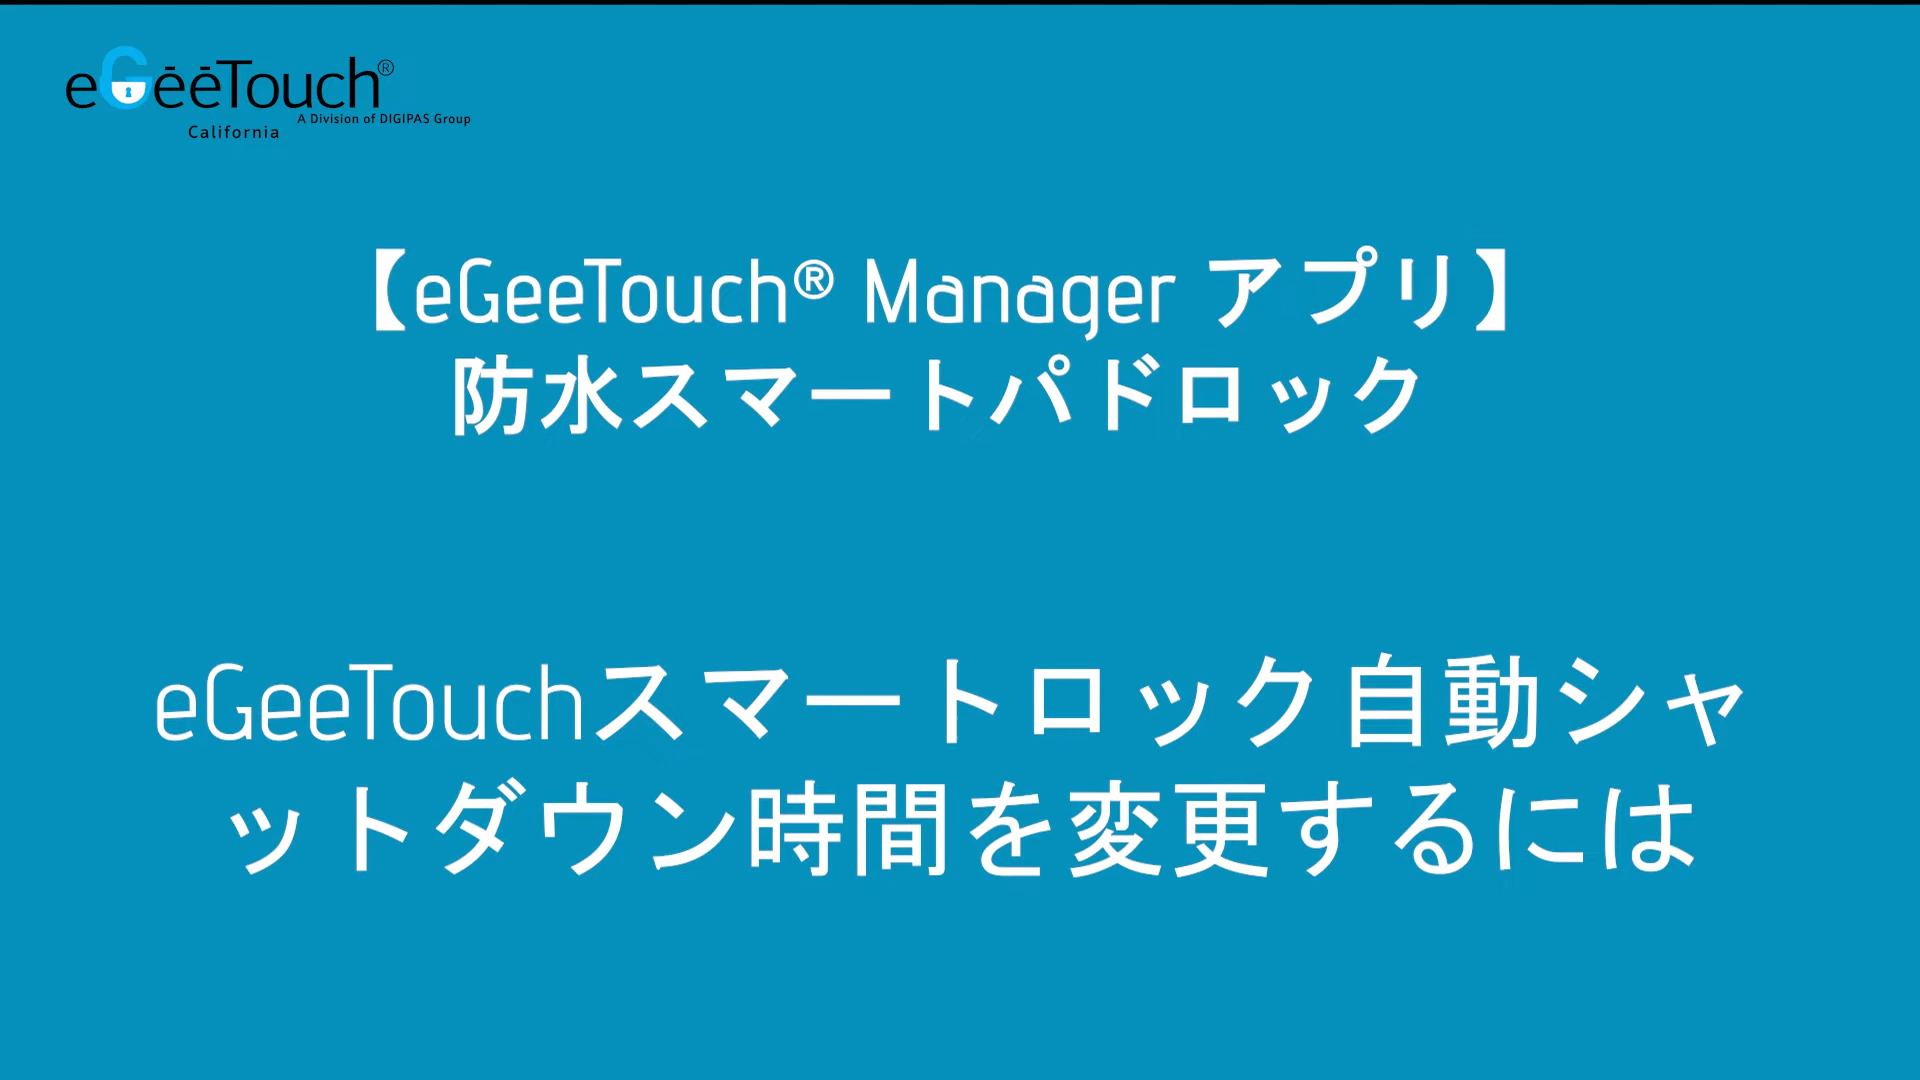 eGēēTouch®
A Division of DIGIPAS Group
California
【eGeeTouch® Manager アプリ】
防水スマートパドロック
eGeeTouchスマートロック自動シャ
ットダウン時間を変更するには